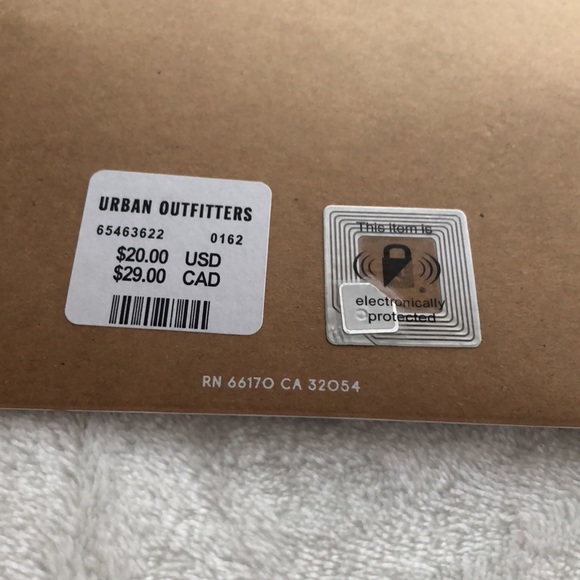 URBAN OUTFITTERS
65463622 0162
$20.00 USD
$29.00 CAD
This item is
electronically
protected
RN 66170 CA 32054